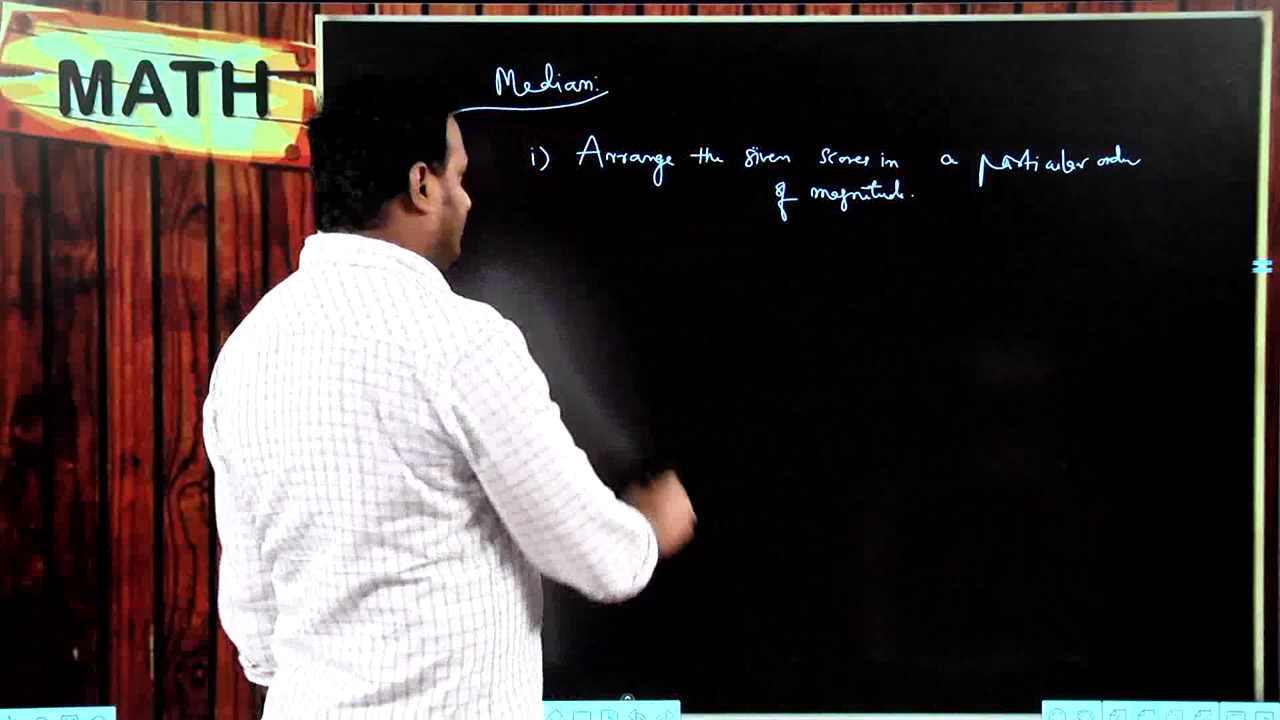 MATH
Median:
i) Arrange the given scores in a particular order
of magnitude.